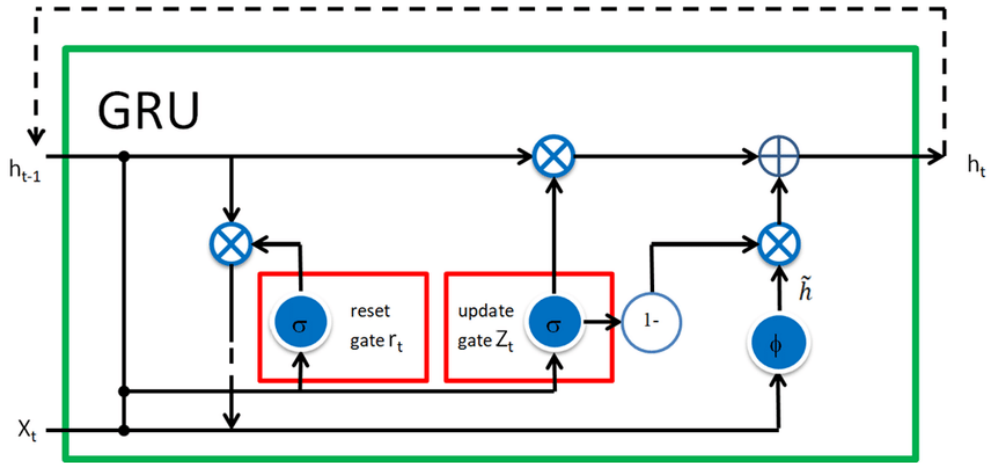 GRU
h_{t-1}
h_t
σ
reset
gate r_t
update
gate Z_t
σ
1-
h̃
ϕ
X_t